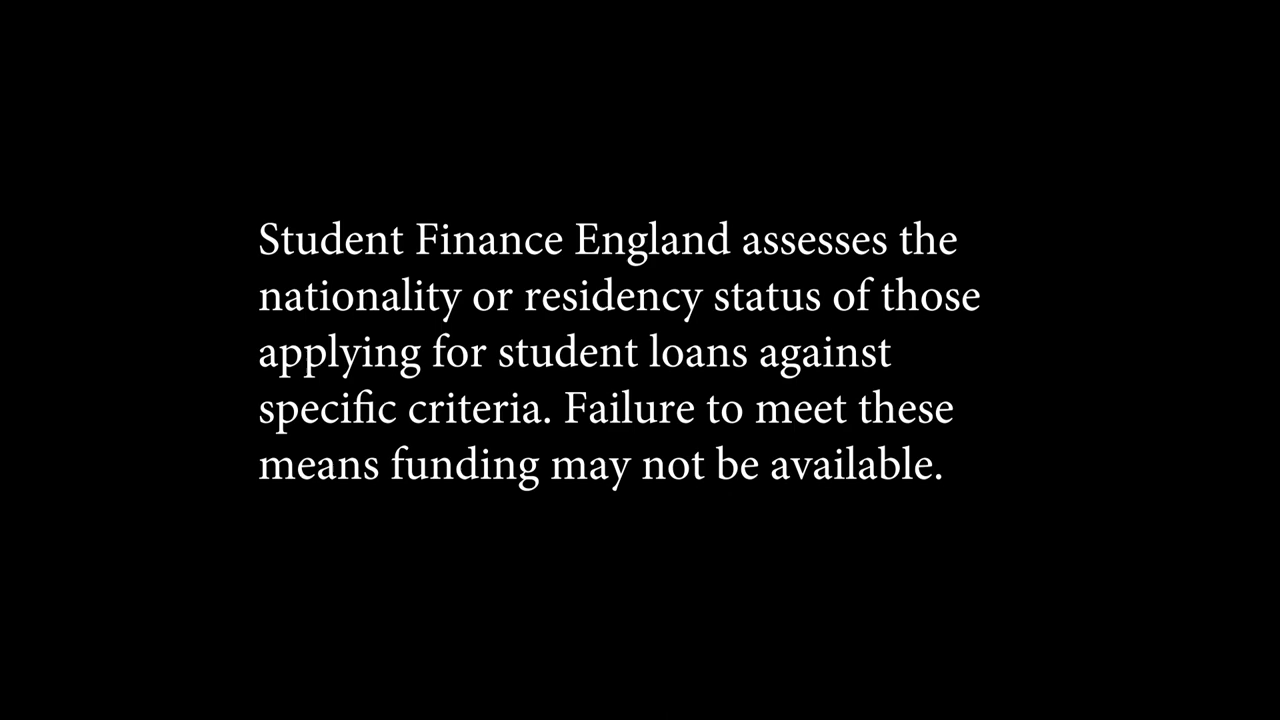 Student Finance England assesses the
nationality or residency status of those
applying for student loans against
specific criteria. Failure to meet these
means funding may not be available.